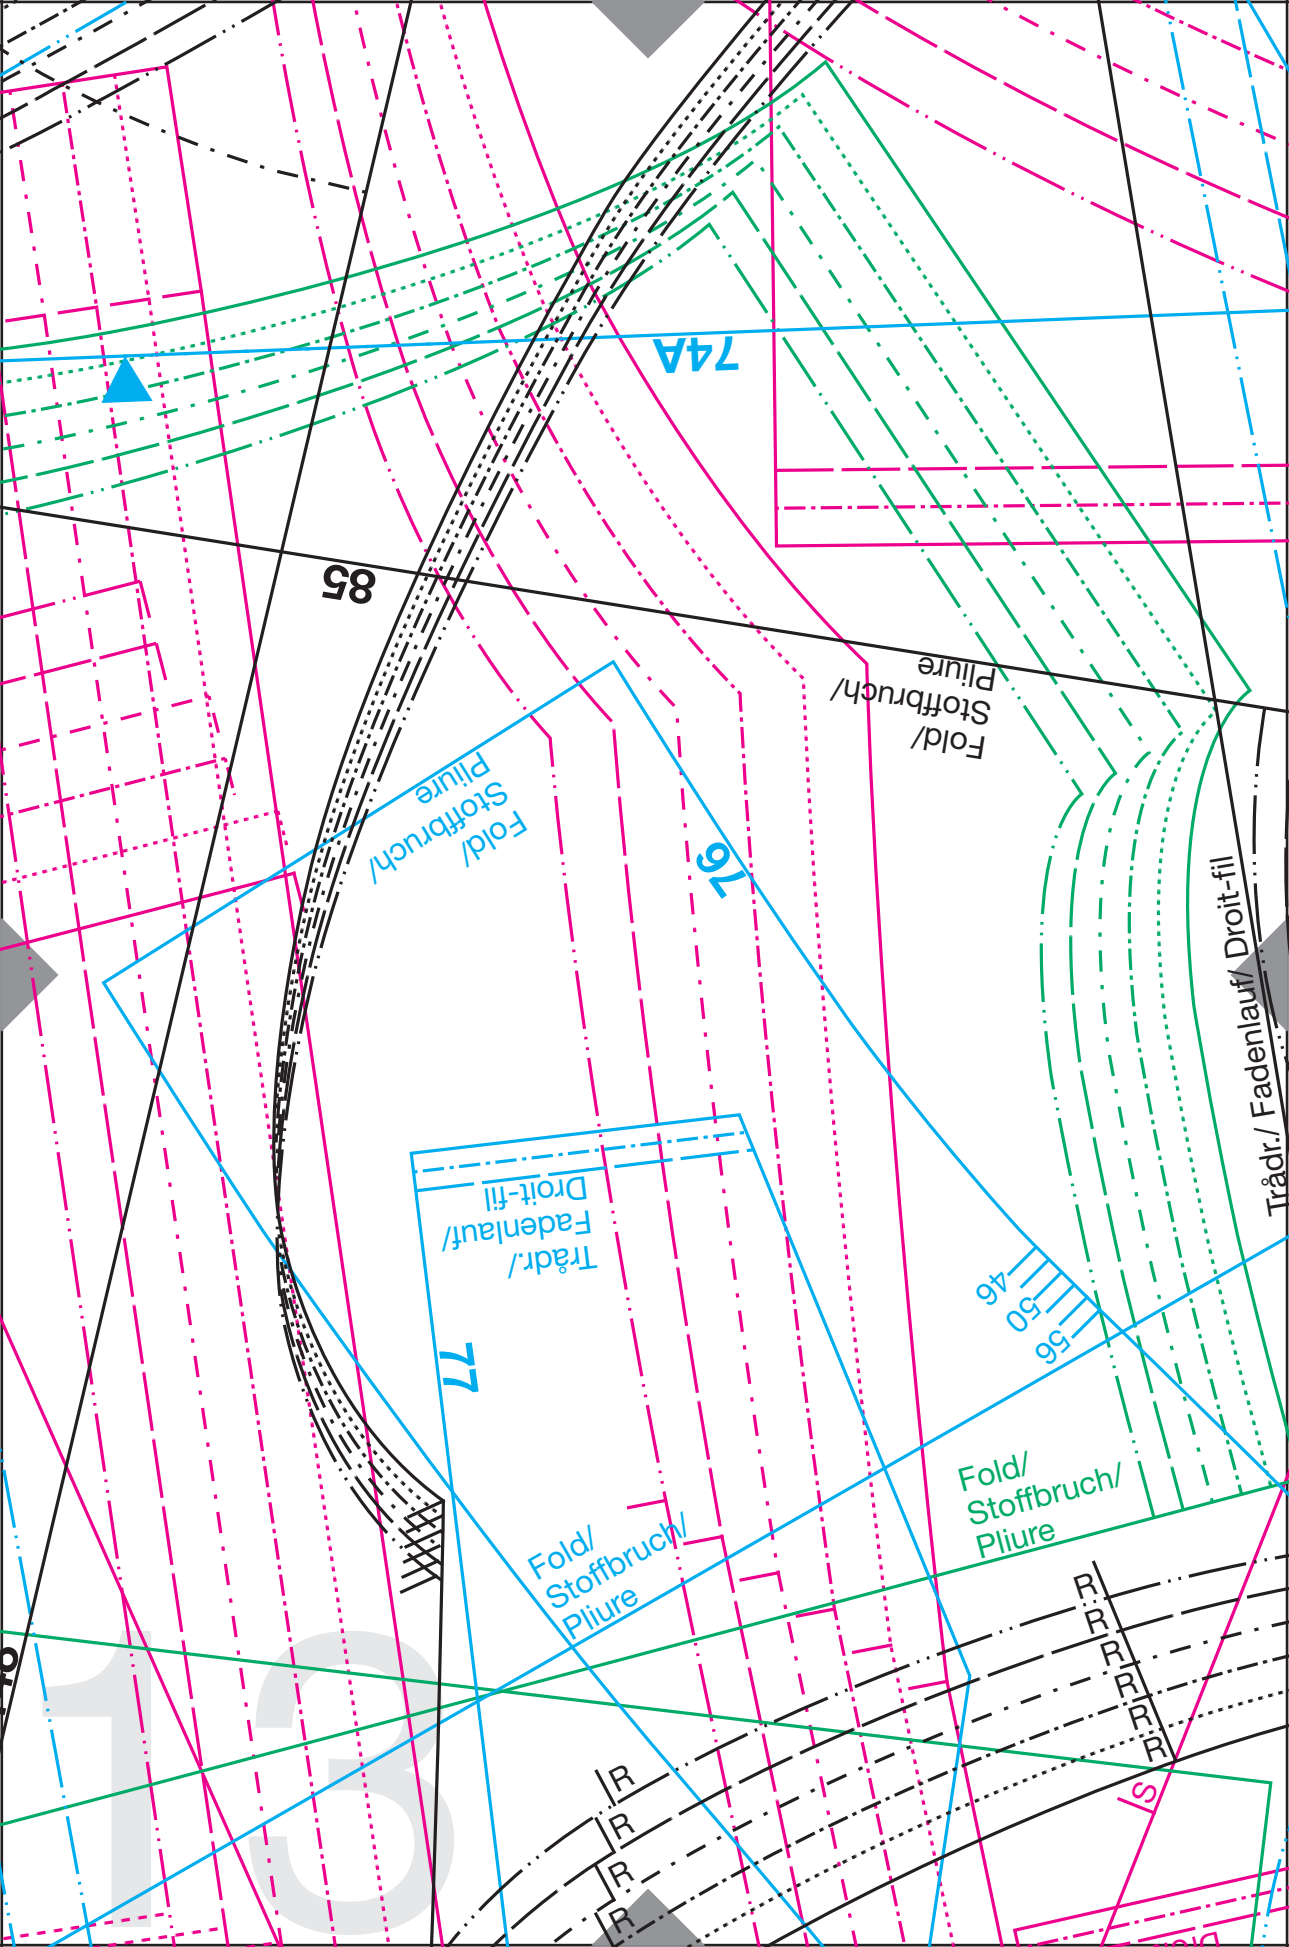 74A
85
Fold/
Stoffbruch/
Pliure
Fold/
Stoffbruch/
Pliure
76
Trådr./ Fadenlauf/ Droit-fil
Trådr./
Fadenlauf/
Droit-fil
77
46
50
56
Fold/
Stoffbruch/
Pliure
Fold/
Stoffbruch/
Pliure
R
R
R
R
R
R
S
R
R
R
R
13